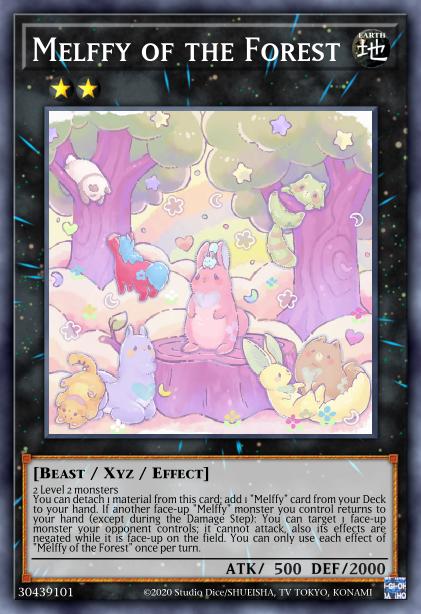 Melffy of the Forest
EARTH
地
[Beast / Xyz / Effect]
2 Level 2 monsters
You can detach 1 material from this card; add 1 "Melffy" card from your Deck
to your hand. If another face-up "Melffy" monster you control returns to
your hand (except during the Damage Step): You can target 1 face-up
monster your opponent controls; it cannot attack, also its effects are
negated while it is face-up on the field. You can only use each effect of
"Melffy of the Forest" once per turn.
ATK/ 500 DEF/2000
30439101
©2020 Studio Dice/SHUEISHA, TV TOKYO, KONAMI